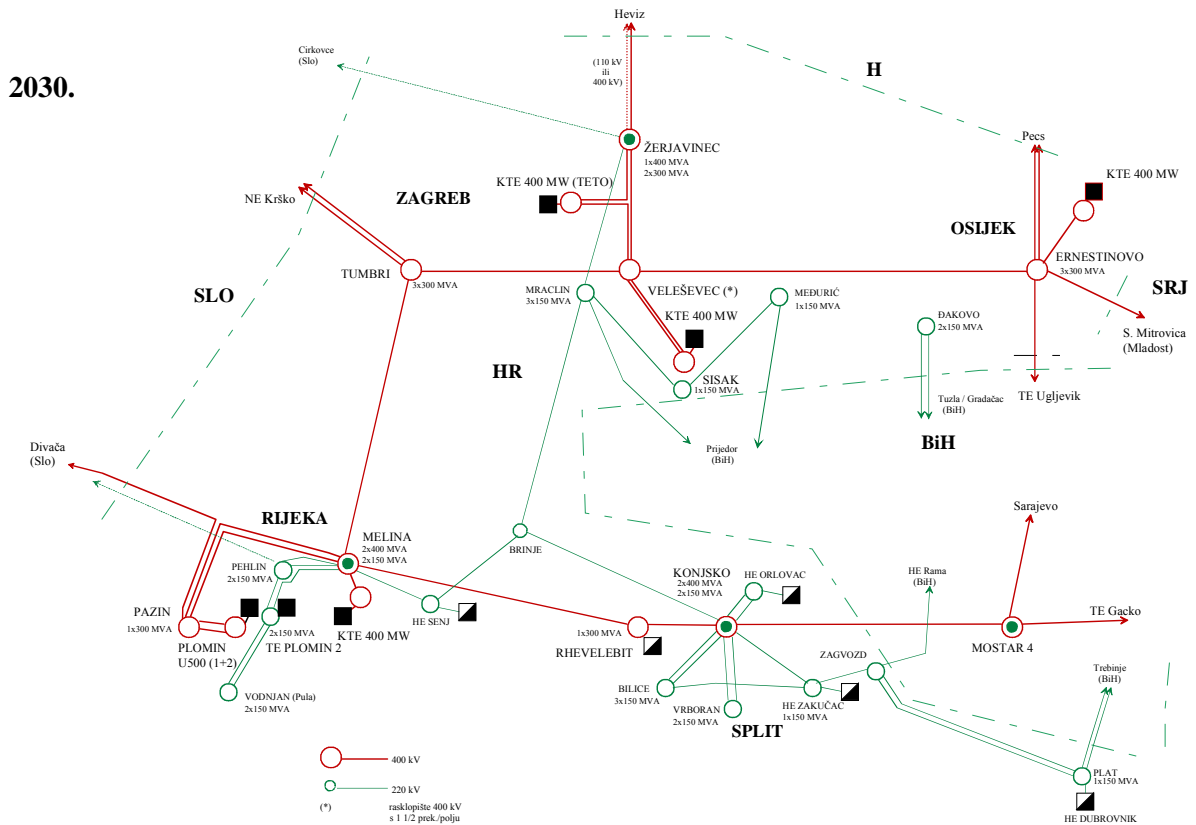 Heviz
Cirkovce
(Slo)
(110 kV
ili
400 kV)
H
2030.
Pecs
ŽERJAVINEC
1x400 MVA
2x300 MVA
KTE 400 MW (TETO)
ZAGREB
KTE 400 MW
NE Krško
OSIJEK
TUMBRI
3x300 MVA
ERNESTINOVO
3x300 MVA
SLO
MRACLIN
3x150 MVA
VELEŠEVEC (*)
KTE 400 MW
MEĐURIĆ
1x150 MVA
SRJ
ĐAKOVO
2x150 MVA
S. Mitrovica
(Mladost)
HR
SISAK
1x150 MVA
TE Ugljevik
Tuzla / Gradačac
(BiH)
BiH
Divača
(Slo)
Prijedor
(BiH)
RIJEKA
Sarajevo
MELINA
2x400 MVA
2x150 MVA
BRINJE
PEHLIN
2x150 MVA
KONJSKO
2x400 MVA
2x150 MVA
HE ORLOVAC
HE Rama
(BiH)
PAZIN
1x300 MVA
2x150 MVA
TE PLOMIN 2
KTE 400 MW
HE SENJ
1x300 MVA
RHEVELEBIT
TE Gacko
MOSTAR 4
PLOMIN
U500 (1+2)
ZAGVOZD
Trebinje
(BiH)
VODNJAN (Pula)
2x150 MVA
BILICE
3x150 MVA
VRBORAN
2x150 MVA
HE ZAKUČAC
1x150 MVA
SPLIT
PLAT
1x150 MVA
HE DUBROVNIK
400 kV
220 kV
(*) rasklopište 400 kV
s 1 1/2 prek./polju